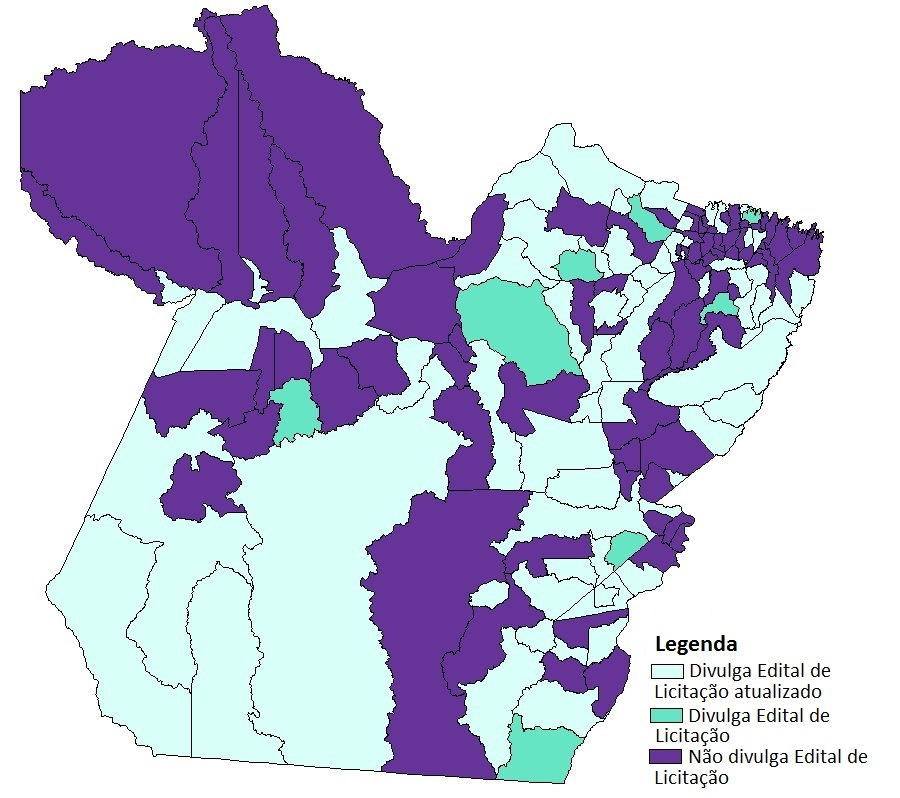 Legenda
Divulga Edital de
Licitação atualizado
Divulga Edital de
Licitação
Não divulga Edital de
Licitação